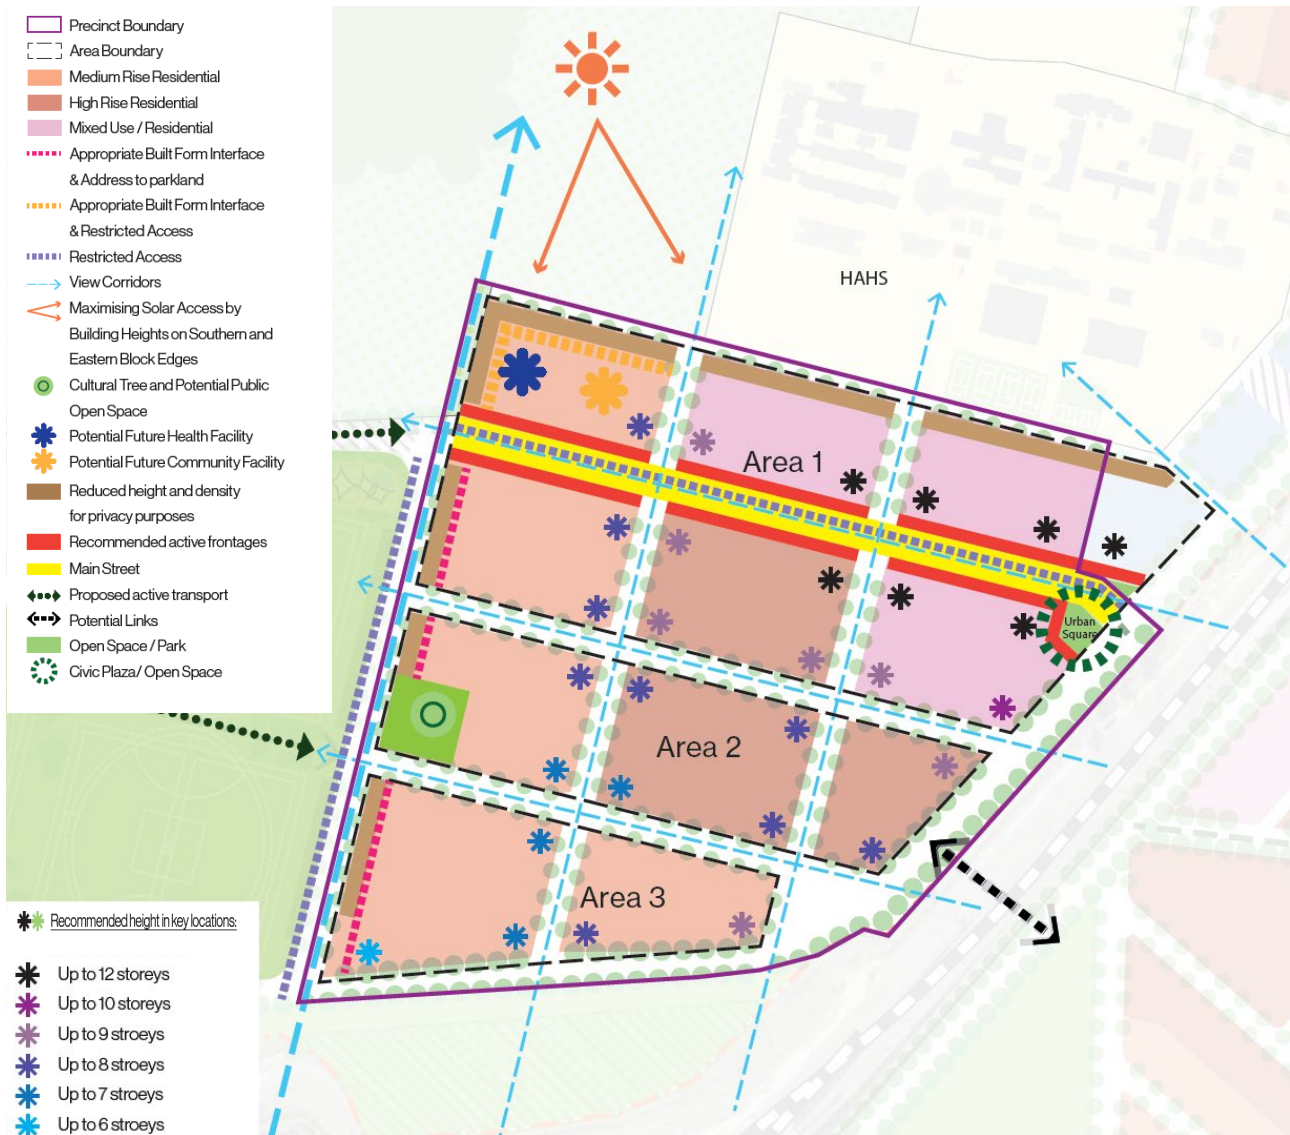 Precinct Boundary
Area Boundary
Medium Rise Residential
High Rise Residential
Mixed Use / Residential
Appropriate Built Form Interface
& Address to parkland
Appropriate Built Form Interface
& Restricted Access
Restricted Access
View Corridors
Maximising Solar Access by
Building Heights on Southern and
Eastern Block Edges
Cultural Tree and Potential Public
Open Space
Potential Future Health Facility
Potential Future Community Facility
Reduced height and density
for privacy purposes
Recommended active frontages
Main Street
Proposed active transport
Potential Links
Open Space / Park
Civic Plaza / Open Space
HAHS
Area 1
Urban
Square
Area 2
Area 3
Recommended height in key locations:
Up to 12 storeys
Up to 10 storeys
Up to 9 stroeys
Up to 8 stroeys
Up to 7 stroeys
Up to 6 stroeys